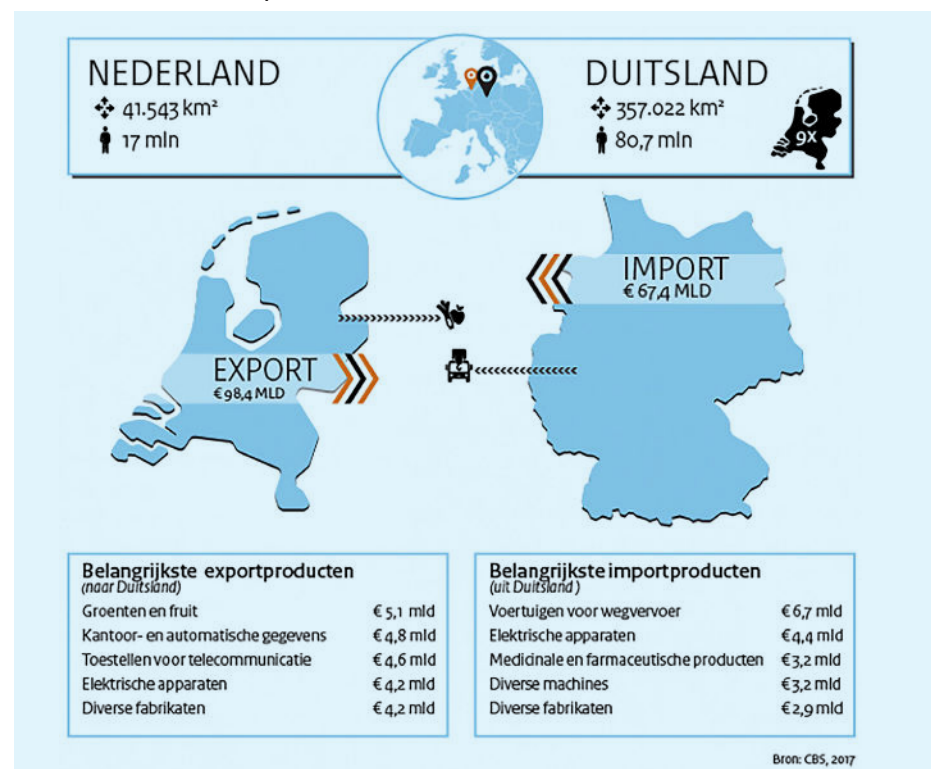 NEDERLAND
41.543 km²
17 mln
DUITSLAND
357.022 km²
80,7 mln
9x
IMPORT
€ 67,4 MLD
EXPORT
€ 98,4 MLD
Belangrijkste exportproducten
(naar Duitsland)
Groenten en fruit € 5,1 mld
Kantoor- en automatische gegevens € 4,8 mld
Toestellen voor telecommunicatie € 4,6 mld
Elektrische apparaten € 4,2 mld
Diverse fabrikaten € 4,2 mld
Belangrijkste importproducten
(uit Duitsland )
Voertuigen voor wegvervoer € 6,7 mld
Elektrische apparaten € 4,4 mld
Medicinale en farmaceutische producten € 3,2 mld
Diverse machines € 3,2 mld
Diverse fabrikaten € 2,9 mld
Bron: CBS, 2017